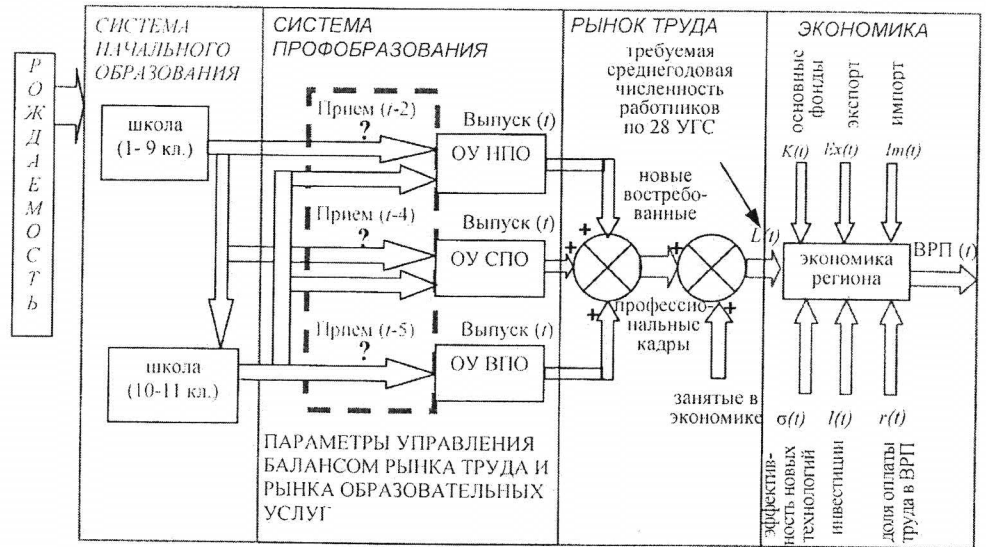 РОЖДАЕМОСТЬ
СИСТЕМА
НАЧАЛЬНОГО
ОБРАЗОВАНИЯ
школа
(1- 9 кл.)
школа
(10-11 кл.)
СИСТЕМА
ПРОФОБРАЗОВАНИЯ
Прием (t-2)
?
Выпуск (t)
ОУ НПО
Прием (t-4)
?
Выпуск (t)
ОУ СПО
Прием (t-5)
?
Выпуск (t)
ОУ ВПО
ПАРАМЕТРЫ УПРАВЛЕНИЯ
БАЛАНСОМ РЫНКА ТРУДА И
РЫНКА ОБРАЗОВАТЕЛЬНЫХ
УСЛУГ
РЫНОК ТРУДА
требуемая
среднегодовая
численность
работников
по 28 УГС
новые
востребо-
ванные
+
+
+
+
+
профессио-
нальные
кадры
занятые в
экономике
L(t)
ЭКОНОМИКА
основные
фонды
экспорт
импорт
K(t)
Ex(t)
Im(t)
экономика
региона
ВРП (t)
σ(t)
I(t)
r(t)
эффектив-
ность новых
технологий
инвестиции
доля оплаты
труда в ВРП